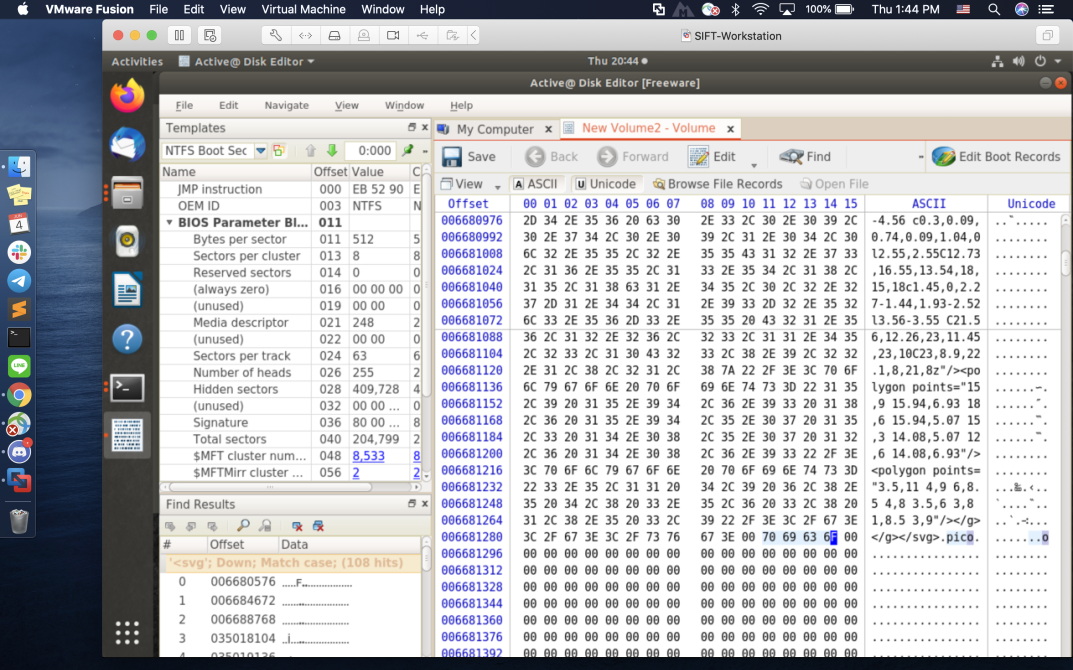 VMware Fusion File Edit View Virtual Machine Window Help 100% Thu 1:44 PM
SIFT-Workstation
Activities Active@ Disk Editor Thu 20:44
Active@ Disk Editor [Freeware]
File Edit Navigate View Window Help
Templates
NTFS Boot Sec 0:000
Name Offset Value C
JMP instruction 000 EB 52 90 E
OEM ID 003 NTFS N
BIOS Parameter Bl... 011
Bytes per sector 011 512 5
Sectors per cluster 013 8 8
Reserved sectors 014 0 0
(always zero) 016 00 00 00 0
(unused) 019 00 00 0
Media descriptor 021 248 2
(unused) 022 00 00 0
Sectors per track 024 63 6
Number of heads 026 255 2
Hidden sectors 028 409,728 4
(unused) 032 00 00 ... 0
Signature 036 80 00 ... 8
Total sectors 040 204,799 2
$MFT cluster num... 048 8,533 8
$MFTMirr cluster ... 056 2 2
Find Results
# Offset Data
'<svg'; Down; Match case; (108 hits)
0 006680576
1 006684672
2 006688768
3 035018104
My Computer x New Volume2 - Volume x
Save Back Forward Edit Find Edit Boot Records
View ASCII Unicode Browse File Records Open File
Offset 00 01 02 03 04 05 06 07 08 09 10 11 12 13 14 15 ASCII Unicode
006680976 2D 34 2E 35 36 20 63 30 2E 33 2C 30 2E 30 39 2C -4.56 c0.3,0.09,
006680992 30 2E 37 34 2C 30 2E 30 39 2C 31 2E 30 34 2C 30 0.74,0.09,1.04,0
006681008 6C 32 2E 35 35 2C 32 2E 35 35 43 31 32 2E 37 33 l2.55,2.55C12.73
006681024 2C 31 36 2E 35 35 2C 31 33 2E 35 34 2C 31 38 2C ,16.55,13.54,18,
006681040 31 35 2C 31 38 63 31 2E 34 35 2C 30 2C 32 2E 32 15,18c1.45,0,2.2
006681056 37 2D 31 2E 34 34 2C 31 2E 39 33 2D 32 2E 35 32 7-1.44,1.93-2.52
006681072 6C 33 2E 35 36 2D 33 2E 35 35 20 43 32 31 2E 35 l3.56-3.55 C21.5
006681088 36 2C 31 32 2E 32 36 2C 32 33 2C 31 31 2E 34 35 6,12.26,23,11.45
006681104 2C 32 33 2C 31 30 43 32 33 2C 38 2E 39 2C 32 32 ,23,10C23,8.9,22
006681120 2E 31 2C 38 2C 32 31 2C 38 7A 22 2F 3E 3C 70 6F .1,8,21,8z"/><po
006681136 6C 79 67 6F 6E 20 70 6F 69 6E 74 73 3D 22 31 35 lygon points="15
006681152 2C 39 20 31 35 2E 39 34 2C 36 2E 39 33 20 31 38 ,9 15.94,6.93 18
006681168 2C 36 20 31 35 2E 39 34 2C 35 2E 30 37 20 31 35 ,6 15.94,5.07 15
006681184 2C 33 20 31 34 2E 30 38 2C 35 2E 30 37 20 31 32 ,3 14.08,5.07 12
006681200 2C 36 20 31 34 2E 30 38 2C 36 2E 39 33 22 2F 3E ,6 14.08,6.93"/>
006681216 3C 70 6F 6C 79 67 6F 6E 20 70 6F 69 6E 74 73 3D <polygon points=
006681232 22 33 2E 35 2C 31 31 20 34 2C 39 20 36 2C 38 2E "3.5,11 4,9 6,8.
006681248 35 20 34 2C 38 20 33 2E 35 2C 36 20 33 2C 38 20 5 4,8 3.5,6 3,8
006681264 31 2C 38 2E 35 20 33 2C 39 22 2F 3E 3C 2F 67 3E 1,8.5 3,9"/></g>
006681280 3C 2F 67 3E 3C 2F 73 76 67 3E 00 70 69 63 6F 00 </g></svg>.pico.
006681296 00 00 00 00 00 00 00 00 00 00 00 00 00 00 00 00 ................
006681312 00 00 00 00 00 00 00 00 00 00 00 00 00 00 00 00 ................
006681328 00 00 00 00 00 00 00 00 00 00 00 00 00 00 00 00 ................
006681344 00 00 00 00 00 00 00 00 00 00 00 00 00 00 00 00 ................
006681360 00 00 00 00 00 00 00 00 00 00 00 00 00 00 00 00 ................
006681376 00 00 00 00 00 00 00 00 00 00 00 00 00 00 00 00 ................
006681392 00 00 00 00 00 00 00 00 00 00 00 00 00 00 00 00